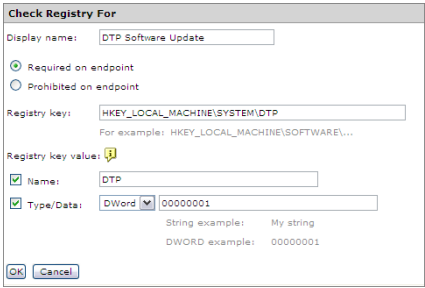 Check Registry For
Display name: DTP Software Update
Required on endpoint
Prohibited on endpoint
Registry key: HKEY_LOCAL_MACHINE\SYSTEM\DTP
For example: HKEY_LOCAL_MACHINE\SOFTWARE\...
Registry key value:
Name: DTP
Type/Data: DWord 00000001
String example: My string
DWORD example: 00000001
OK Cancel